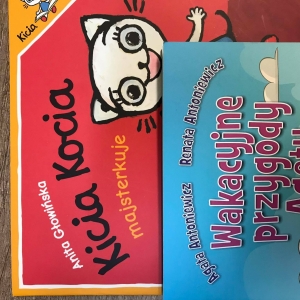 Kicia
Anita Głowińska
Kicia Kocia
majsterkuje
Agata Antoniewicz Renata Antoniewicz
Wakacyjne
przygody